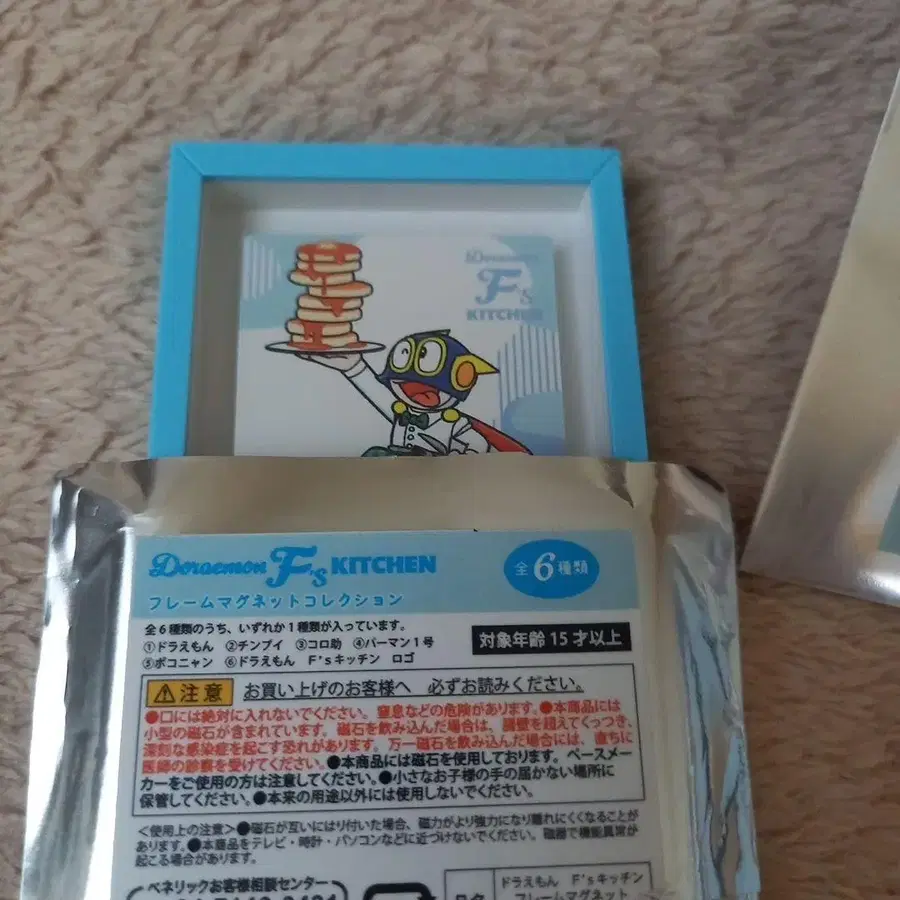 Doraemon
F's
KITCHEN
Doraemon F's KITCHEN
全6種類
フレームマグネットコレクション
全6種類のうち、いずれか1種類が入っています。
①ドラえもん ②チンプイ ③コロ助 ④パーマン1号
⑤ポコニャン ⑥ドラえもん F'sキッチン ロゴ
対象年齢15才以上
注意 お買い上げのお客様へ 必ずお読みください。
●口には絶対に入れないでください。窒息などの危険があります。●本商品には
小型の磁石が含まれています。磁石を飲み込んだ場合は、腸壁を超えてくっつき、
深刻な感染症を起こす恐れがあります。万一磁石を飲み込んだ場合には、直ちに
医師の診察を受けてください。●本商品には磁石を使用しております。ペースメー
カーをご使用の方は注意してください。●小さなお子様の手の届かない場所に
保管してください。●本来の用途以外には使用しないでください。
<使用上の注意>●磁石が互いにはり付いた場合、磁力がより強力になり離れにくくなることが
あります。●本商品をテレビ・時計・パソコンなどに近づけないでください。磁器で機能異常が
起こる場合があります。
ベネリックお客様相談センター
ドラえもん F'sキッチン
フレームマグネット